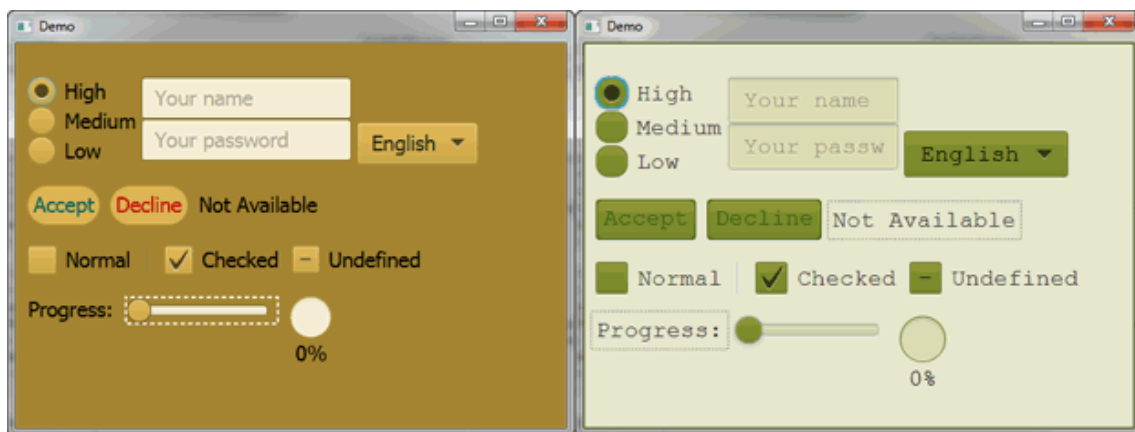 Demo
High
Your name
Medium
Your password
English
Low
Accept Decline Not Available
Normal Checked Undefined
Progress:
0%
Demo
High
Your name
Medium
Your passw
English
Low
Accept Decline Not Available
Normal Checked Undefined
Progress:
0%